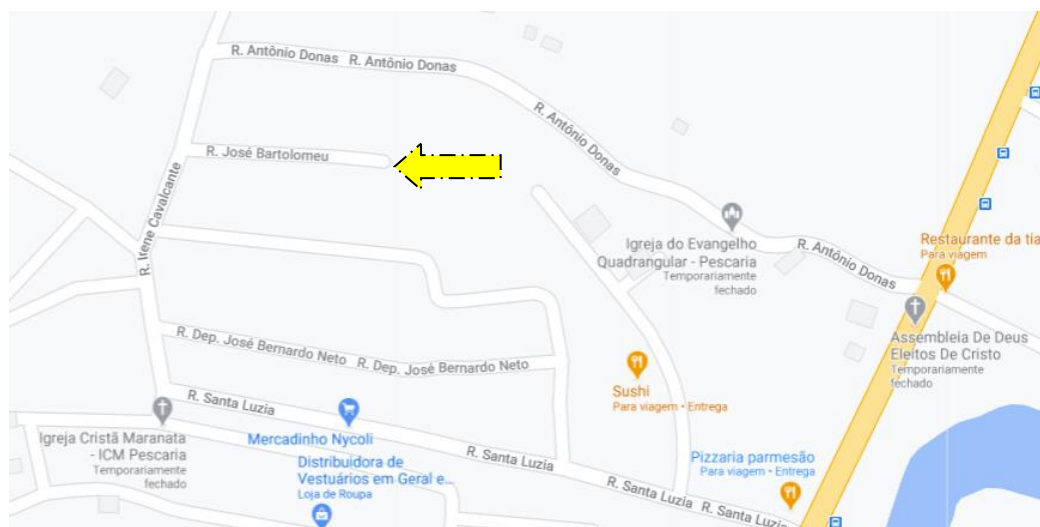 R. Antônio Donas
R. Antônio Donas
R. Antônio Donas
R. José Bartolomeu
R. Irene Cavalcante
Igreja do Evangelho
Quadrangular - Pescaria
Temporariamente
fechado
R. Antônio Donas
Restaurante da tia
Para viagem
Assembleia De Deus
Eleitos De Cristo
Temporariamente
fechado
R. Dep. José Bernardo Neto
R. Dep. José Bernardo Neto
Sushi
Para viagem • Entrega
R. Santa Luzia
Igreja Cristã Maranata
- ICM Pescaria
Temporariamente
fechado
Mercadinho Nycoli
Distribuidora de
Vestuários em Geral e...
Loja de Roupa
R. Santa Luzia
Pizzaria parmesão
Para viagem • Entrega
R. Santa Luzia
R. Santa Luzia